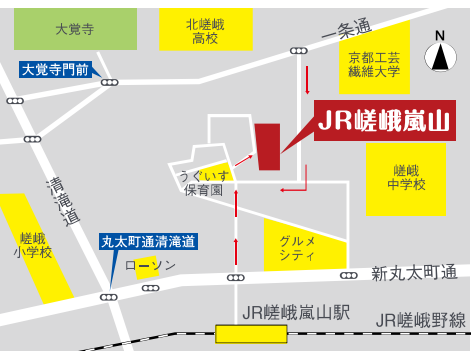 大覚寺
北嵯峨
高校
一条通
N
京都工芸
繊維大学
大覚寺門前
JR嵯峨嵐山
嵯峨
中学校
うぐいす
保育園
清滝道
嵯峨
小学校
丸太町通清滝道
グルメ
シティ
ローソン
新丸太町通
JR嵯峨嵐山駅
JR嵯峨野線